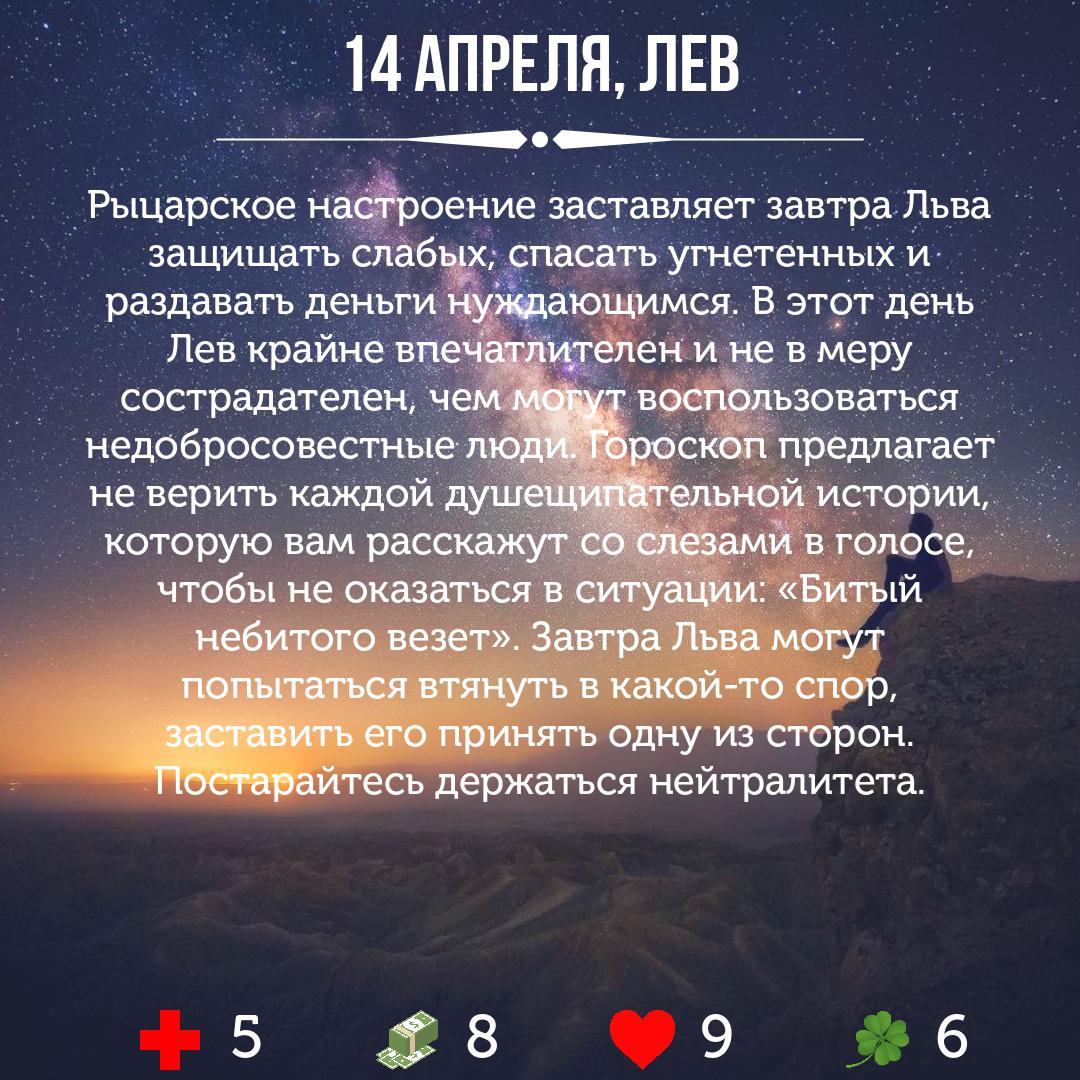 14 АПРЕЛЯ, ЛЕВ
Рыцарское настроение заставляет завтра Льва
защищать слабых, спасать угнетенных и
раздавать деньги нуждающимся. В этот день
Лев крайне впечатлителен и не в меру
сострадателен, чем могут воспользоваться
недобросовестные люди. Гороскоп предлагает
не верить каждой душещипательной истории,
которую вам расскажут со слезами в голосе,
чтобы не оказаться в ситуации: «Битый
небитого везет». Завтра Льва могут
попытаться втянуть в какой-то спор,
заставить его принять одну из сторон.
Постарайтесь держаться нейтралитета.
5 8 9 6